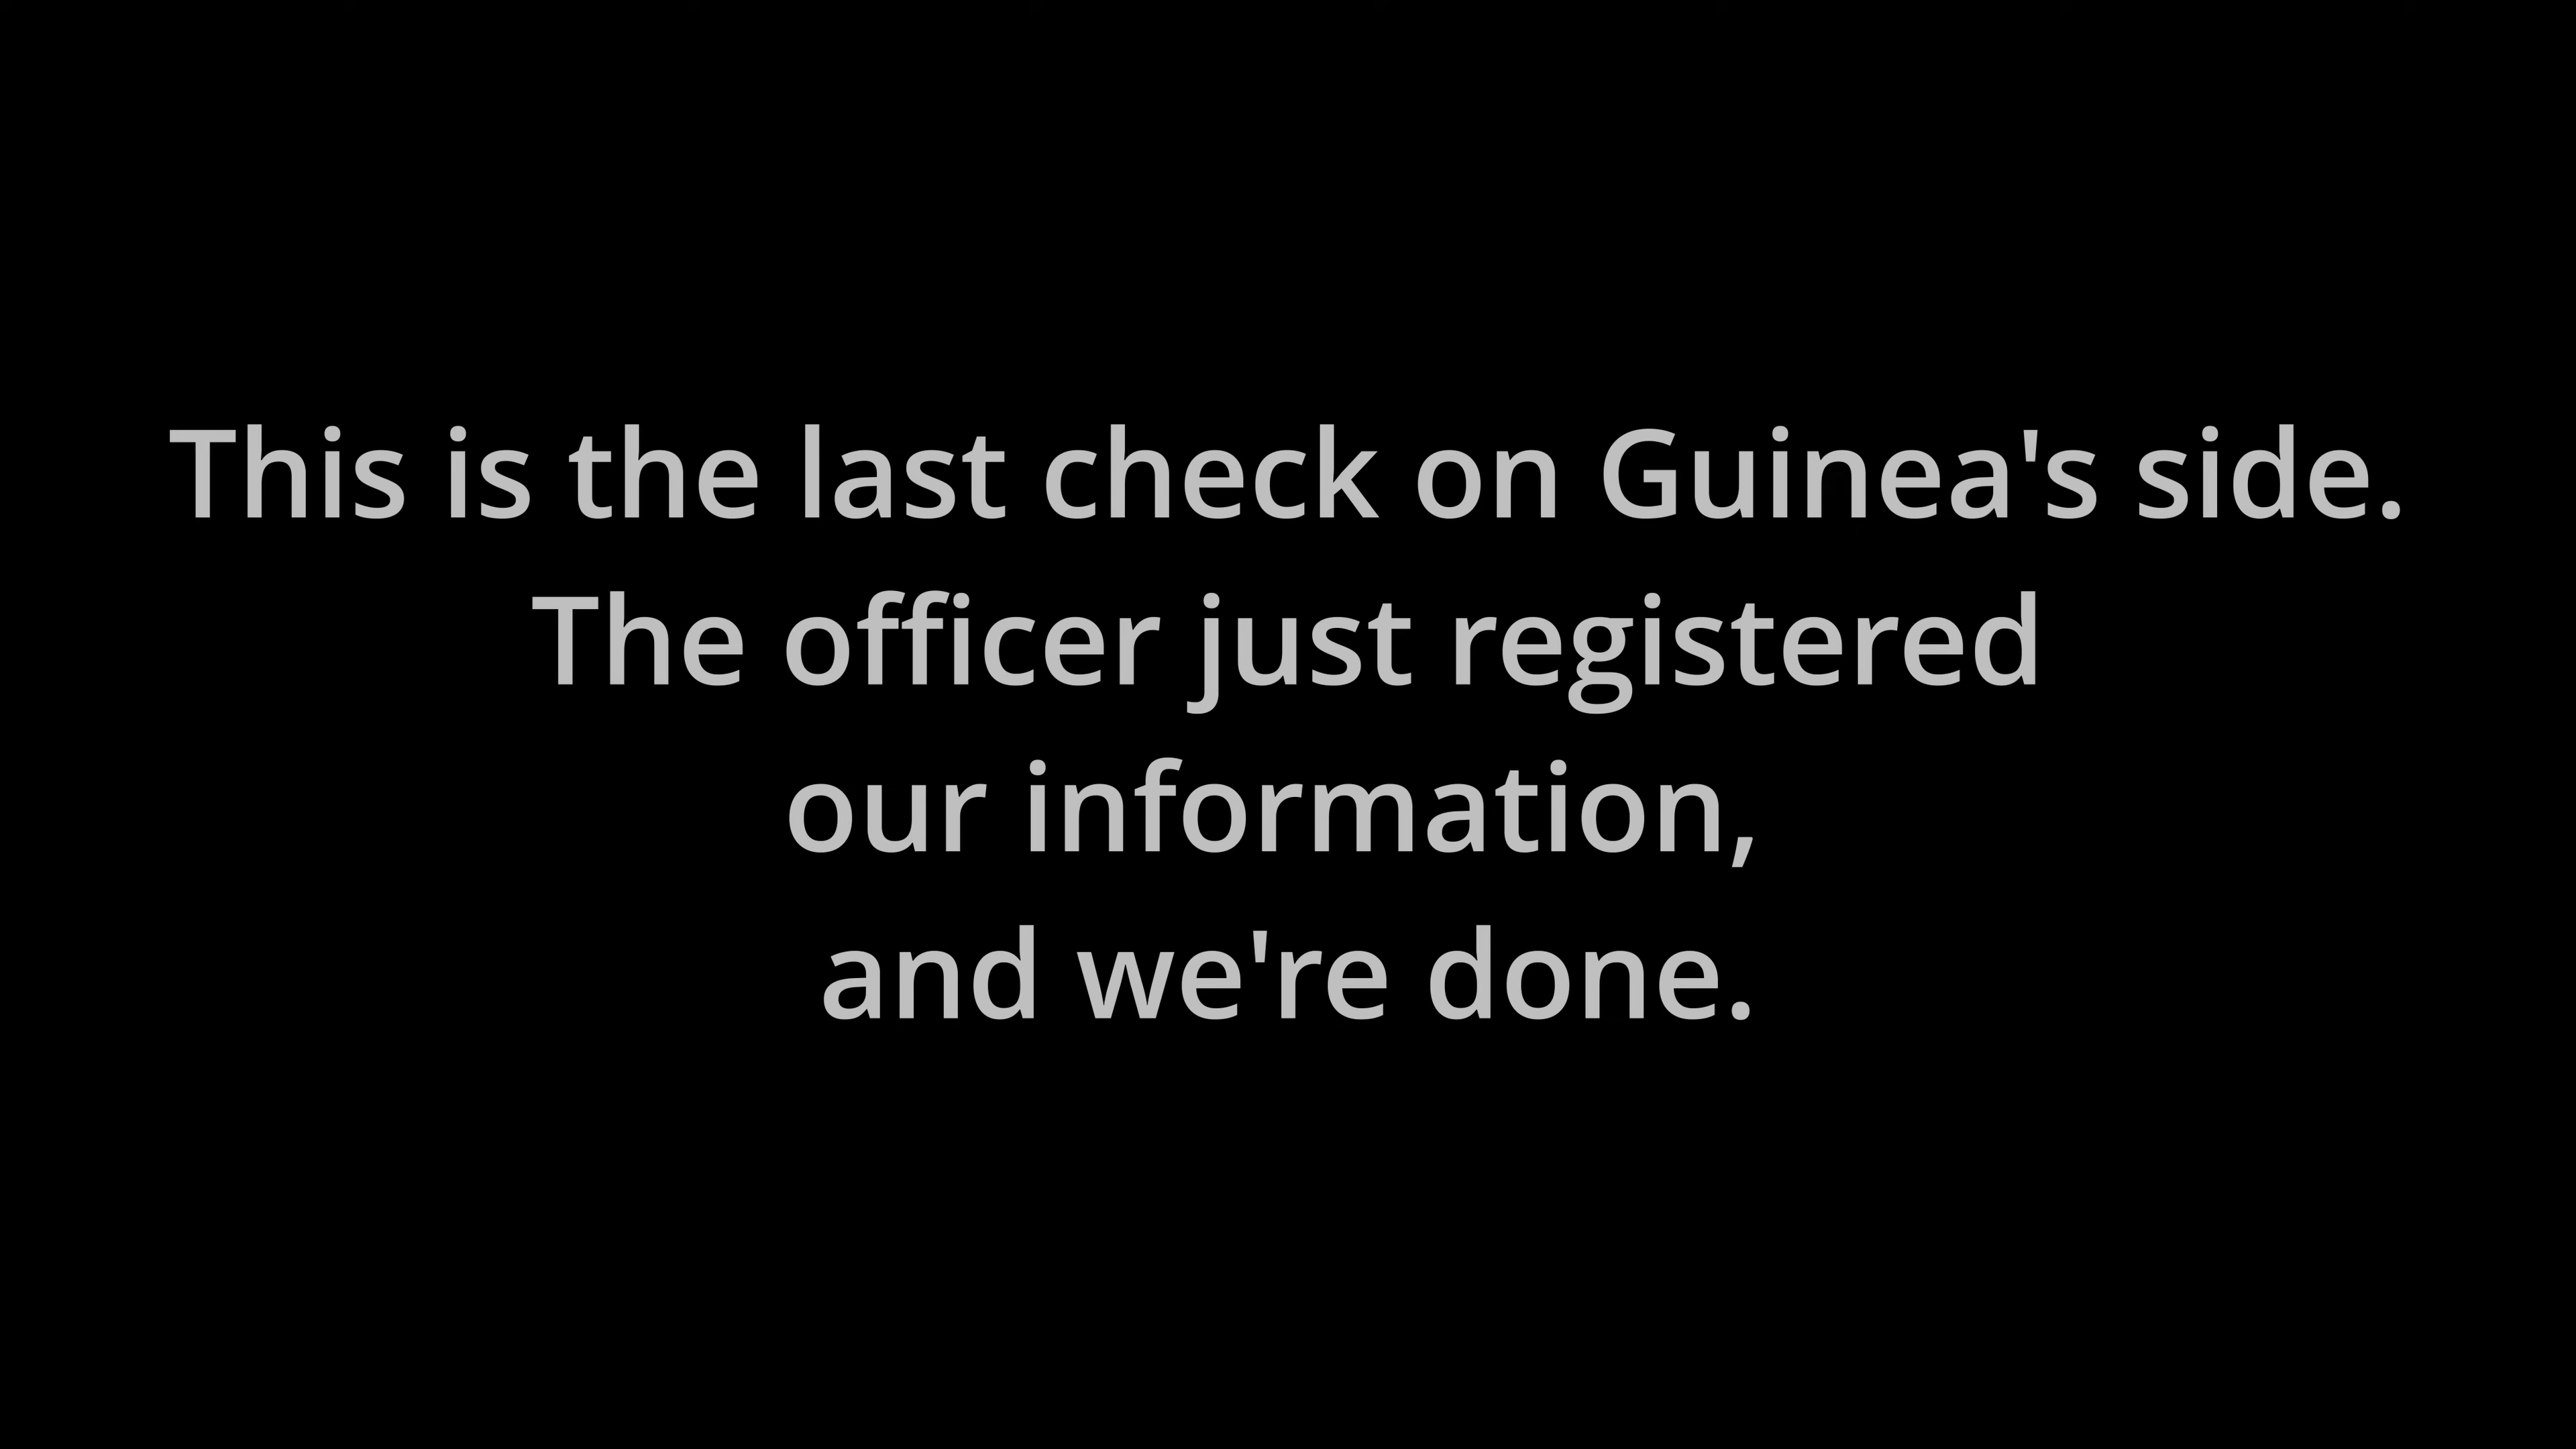 This is the last check on Guinea's side.
The officer just registered
our information,
and we're done.